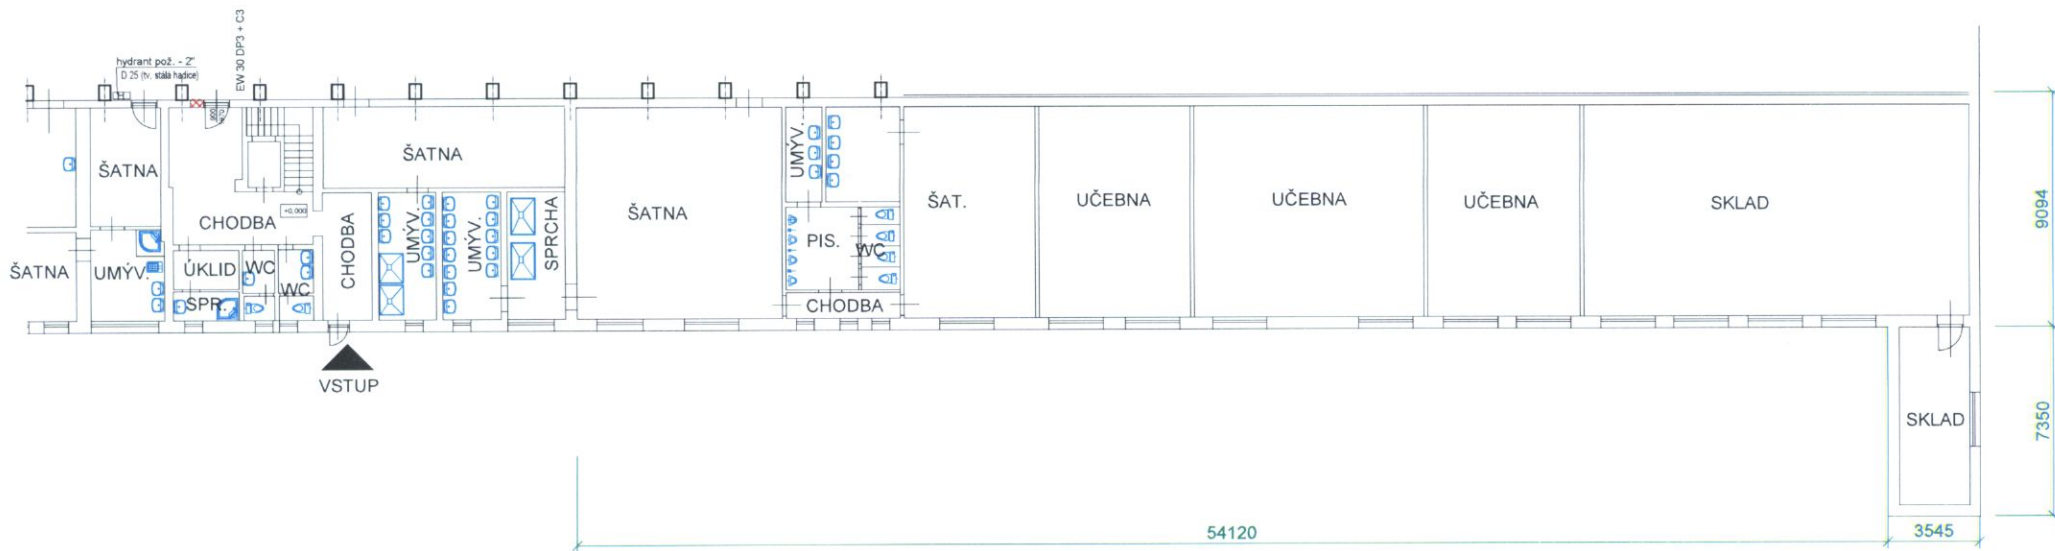 hydrant pož. - 2"
D 25 (tv. stálá hadice)
EW 30 DP3 + C3
900
ŠATNA
ŠATNA
UMÝV.
CHODBA
±0,000
ÚKLID
SPR.
WC
WC
CHODBA
ŠATNA
UMÝV.
UMÝV.
SPRCHA
ŠATNA
UMÝV.
PIS.
WC
CHODBA
ŠAT.
UČEBNA
UČEBNA
UČEBNA
SKLAD
SKLAD
VSTUP
9094
7350
54120
3545